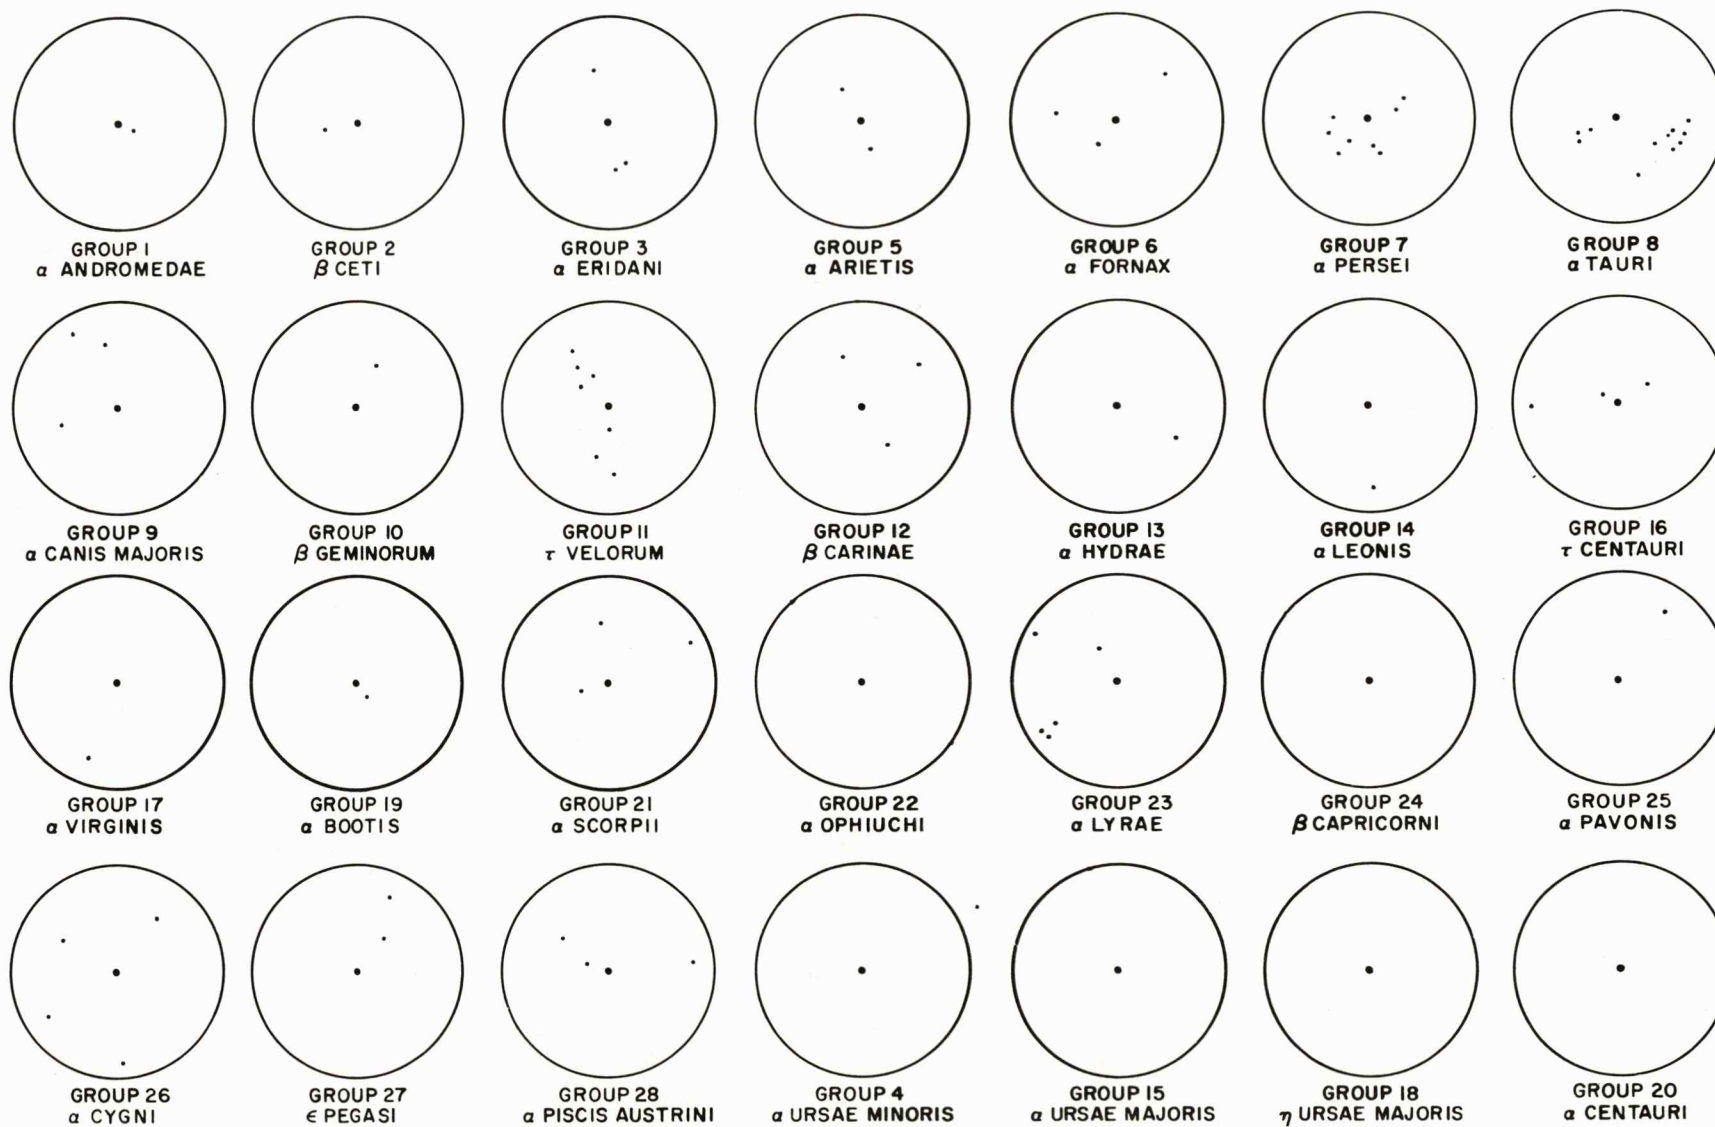 GROUP 1
α ANDROMEDAE
GROUP 2
β CETI
GROUP 3
α ERIDANI
GROUP 5
α ARIETIS
GROUP 6
α FORNAX
GROUP 7
α PERSEI
GROUP 8
α TAURI
GROUP 9
α CANIS MAJORIS
GROUP 10
β GEMINORUM
GROUP 11
τ VELORUM
GROUP 12
β CARINAE
GROUP 13
α HYDRAE
GROUP 14
α LEONIS
GROUP 16
τ CENTAURI
GROUP 17
α VIRGINIS
GROUP 19
α BOOTIS
GROUP 21
α SCORPII
GROUP 22
α OPHIUCHI
GROUP 23
α LYRAE
GROUP 24
β CAPRICORNI
GROUP 25
α PAVONIS
GROUP 26
α CYGNI
GROUP 27
ϵ PEGASI
GROUP 28
α PISCIS AUSTRINI
GROUP 4
α URSAE MINORIS
GROUP 15
α URSAE MAJORIS
GROUP 18
η URSAE MAJORIS
GROUP 20
α CENTAURI